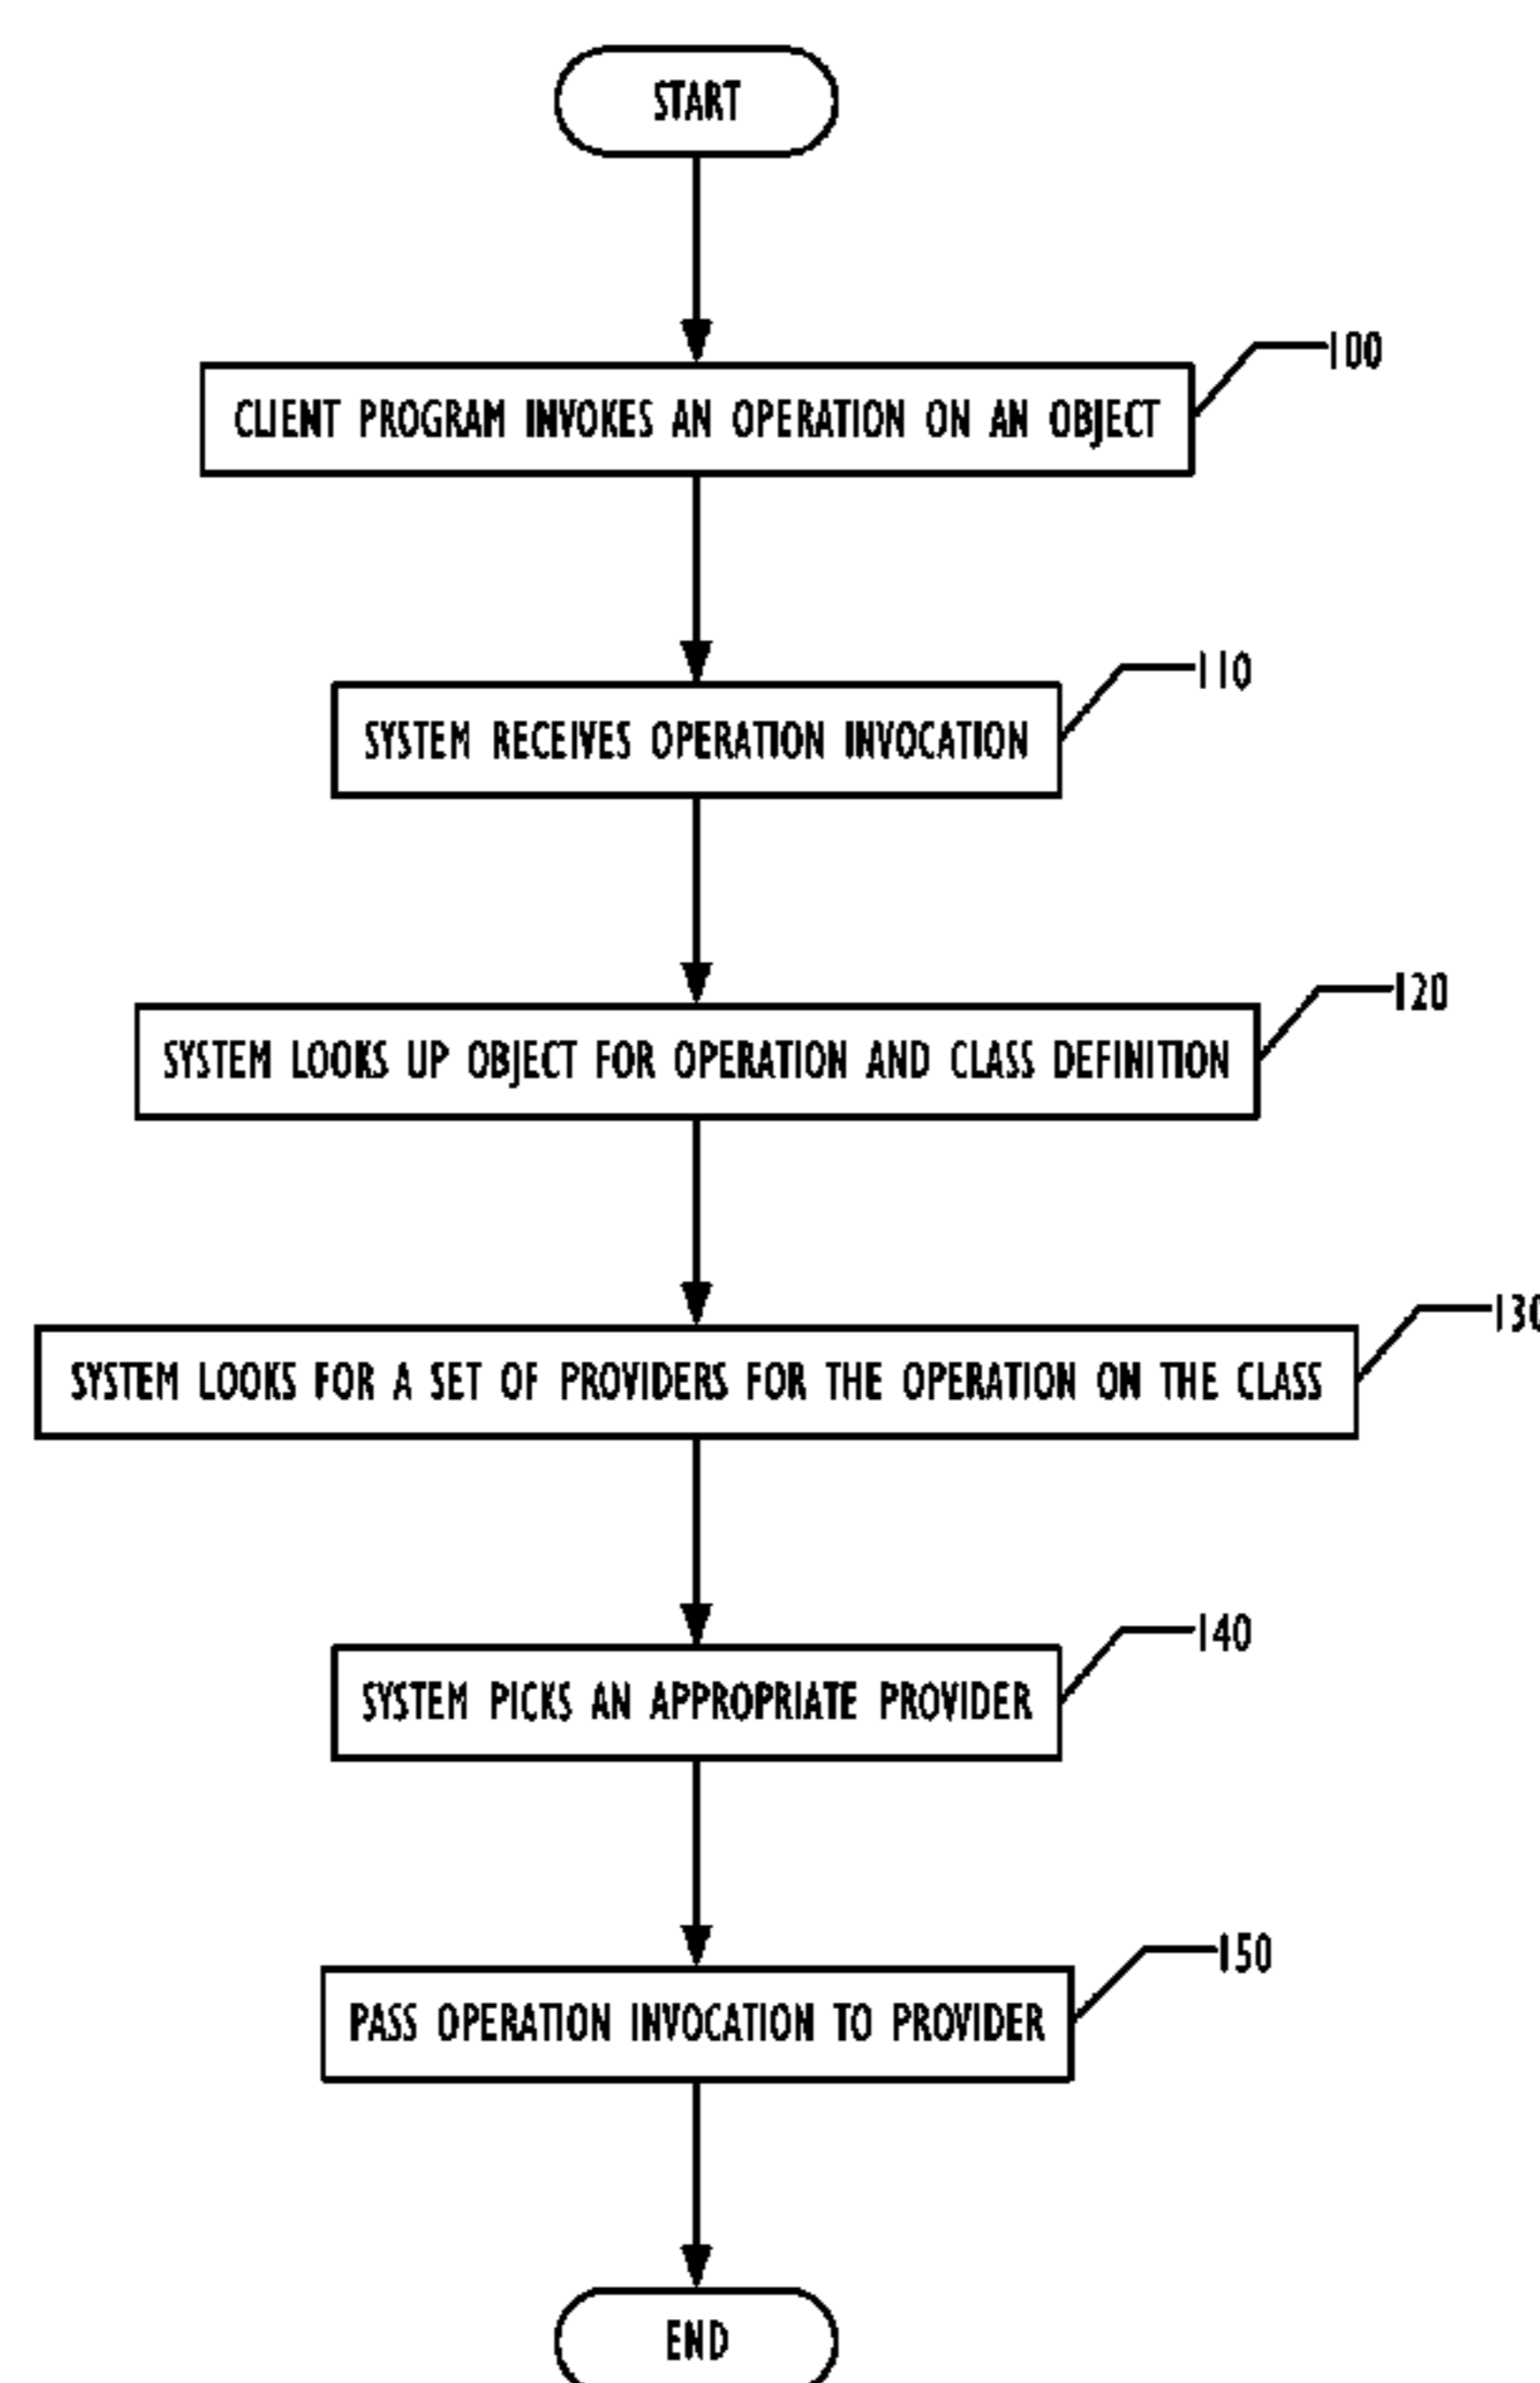 START
100
CLIENT PROGRAM INVOKES AN OPERATION ON AN OBJECT
110
SYSTEM RECEIVES OPERATION INVOCATION
120
SYSTEM LOOKS UP OBJECT FOR OPERATION AND CLASS DEFINITION
130
SYSTEM LOOKS FOR A SET OF PROVIDERS FOR THE OPERATION ON THE CLASS
140
SYSTEM PICKS AN APPROPRIATE PROVIDER
150
PASS OPERATION INVOCATION TO PROVIDER
END